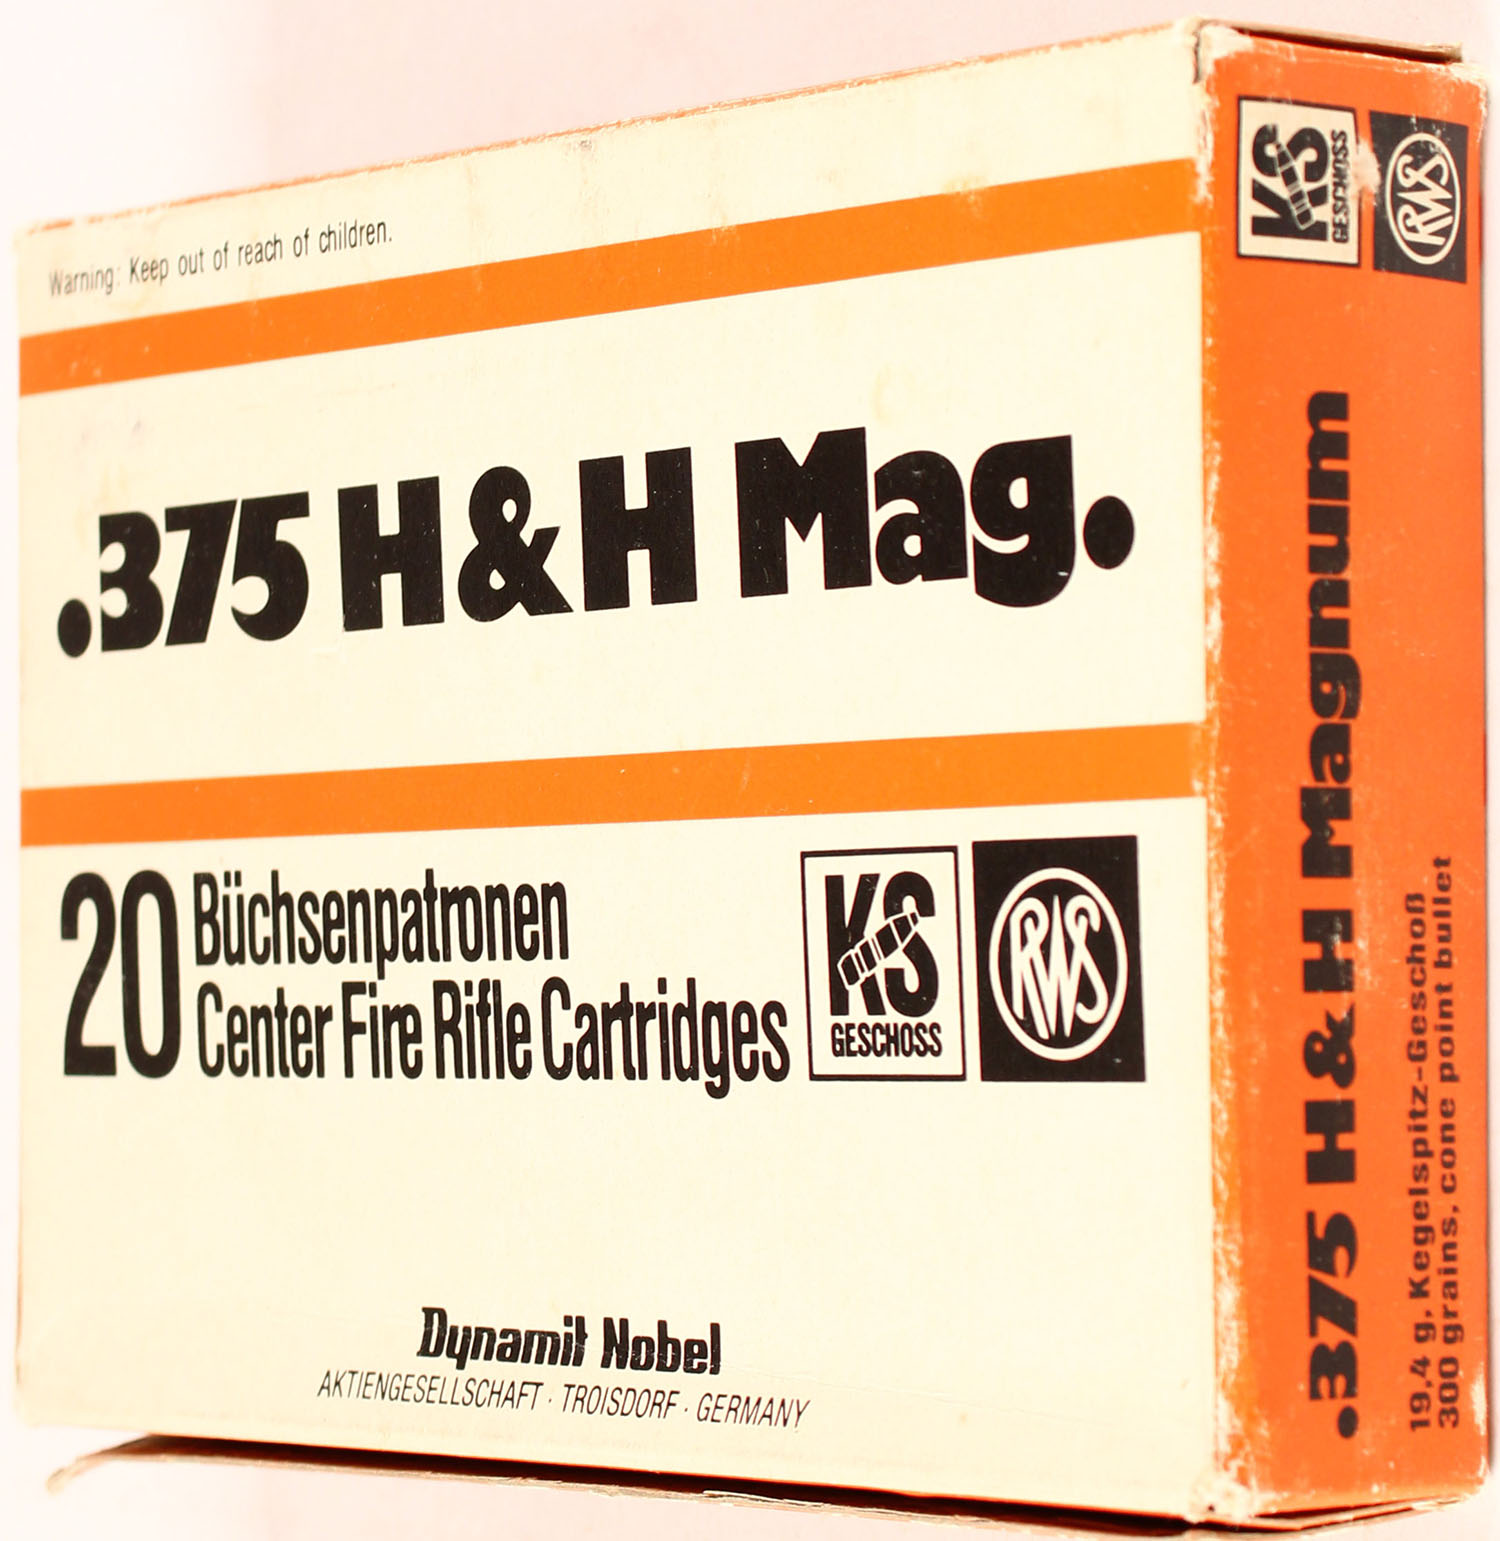 Warning: Keep out of reach of children.
.375 H&H Mag.
20 Büchsenpatronen
Center Fire Rifle Cartridges
KS
GESCHOSS
RWS
Dynamit Nobel
AKTIENGESELLSCHAFT · TROISDORF · GERMANY
KS
GESCHOSS
RWS
.375 H&H Magnum
19,4 g, Kegelspitz-Geschoß
300 grains, cone point bullet